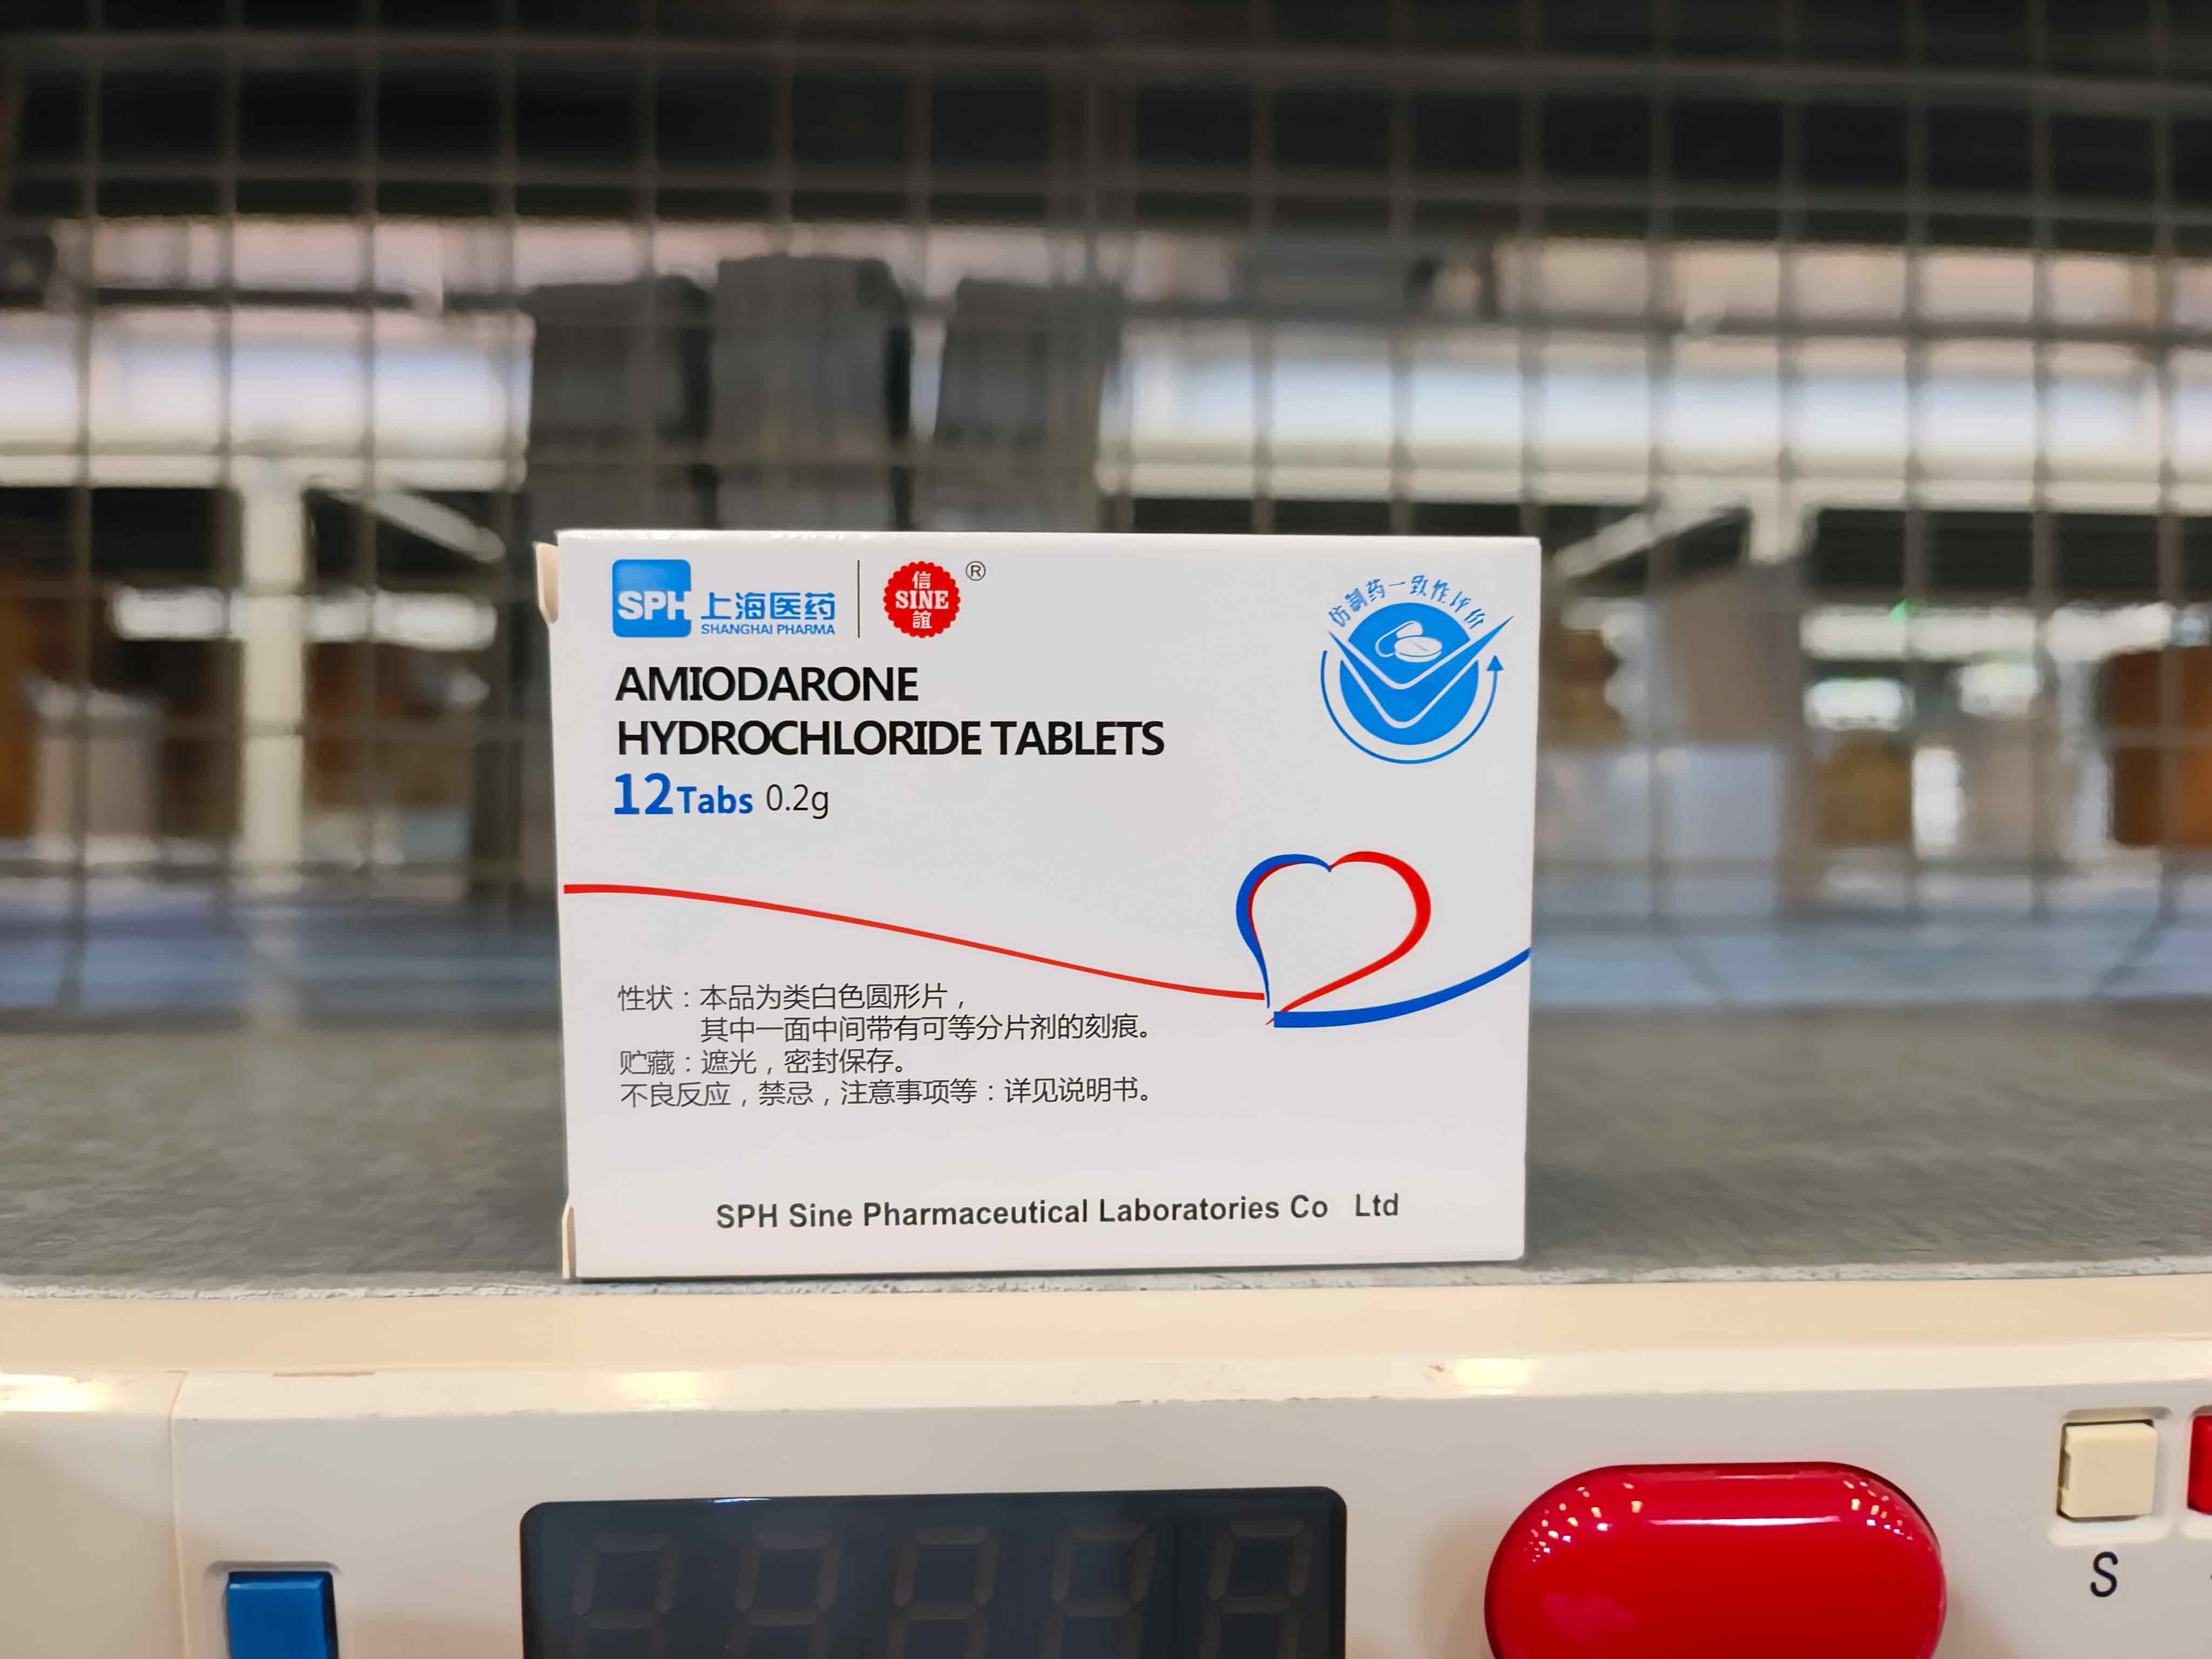 SPH 上海医药
SHANGHAI PHARMA
信
SINE
誼
®
仿制药一致性评价
AMIODARONE
HYDROCHLORIDE TABLETS
12Tabs 0.2g
性状：本品为类白色圆形片，
其中一面中间带有可等分片剂的刻痕。
贮藏：遮光，密封保存。
不良反应，禁忌，注意事项等：详见说明书。
SPH Sine Pharmaceutical Laboratories Co Ltd
S